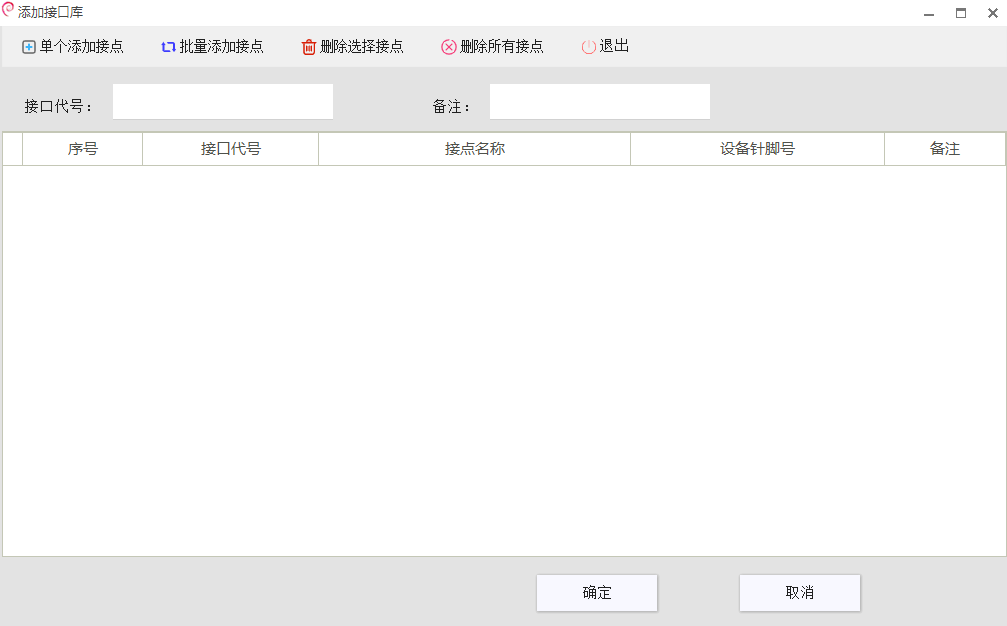 添加接口库
单个添加接点 批量添加接点 删除选择接点 删除所有接点 退出
接口代号： 备注：
序号 接口代号 接点名称 设备针脚号 备注
确定 取消